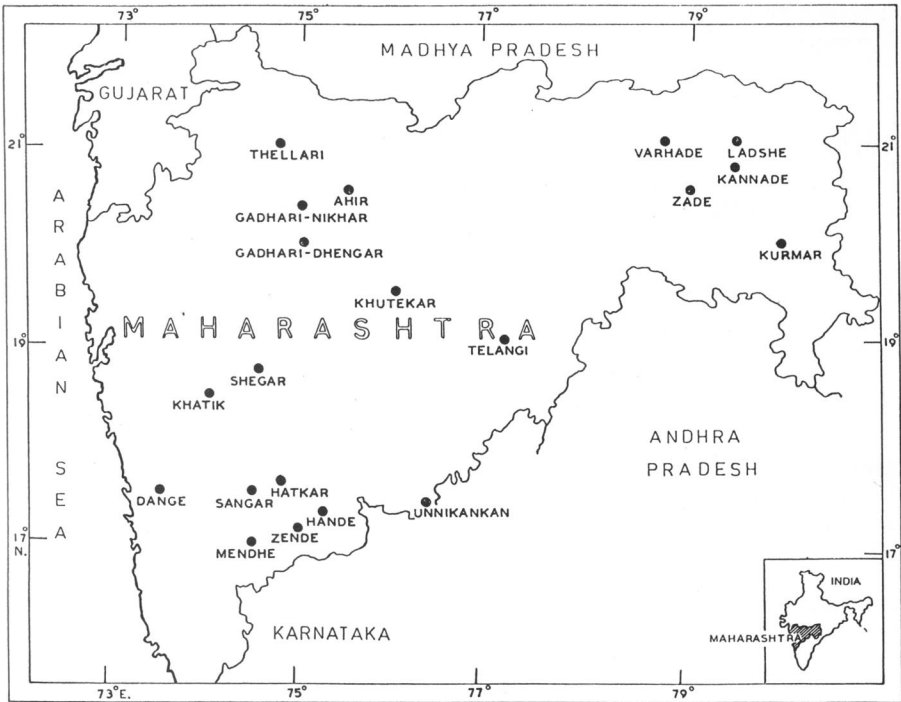 73° 75° 77° 79°
MADHYA PRADESH
GUJARAT
21° 21°
THELLARI VARHADE LADSHE
KANNADE
AHIR ZADE
GADHARI-NIKHAR
GADHARI-DHENGAR
KURMAR
KHUTEKAR
ARABIAN SEA
MAHARASHTRA
19° 19°
TELANGI
SHEGAR
KHATIK
ANDHRA
PRADESH
HATKAR
DANGE SANGAR
HANDE UNNIKANKAN
ZENDE
MENDHE
17° 17°
N.
INDIA
MAHARASHTRA
KARNATAKA
73°E. 75° 77° 79°